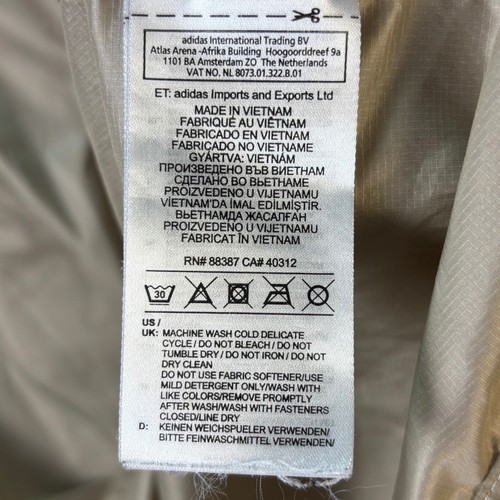 adidas International Trading BV
Atlas Arena -Afrika Building Hoogoorddreef 9a
1101 BA Amsterdam ZO The Netherlands
VAT NO. NL 8073.01.322.B.01
ET: adidas Imports and Exports Ltd
MADE IN VIETNAM
FABRIQUÉ AU VIÊTNAM
FABRICADO EN VIETNAM
FABRICADO NO VIETNAME
GYÁRTVA: VIETNÁM
ПРОИЗВЕДЕНО ВЪВ ВИЕТНАМ
СДЕЛАНО ВО ВЬЕТНАМЕ
PROIZVEDENO U VIJETNAMU
VIETNAM'DA İMAL EDİLMİŞTİR.
ВЬЕТНАМДА ЖАСАЛҒАН
PROIZVEDENO U VIJETNAMU
FABRICAT ÎN VIETNAM
RN# 88387 CA# 40312
30
US /
UK: MACHINE WASH COLD DELICATE
CYCLE / DO NOT BLEACH / DO NOT
TUMBLE DRY / DO NOT IRON / DO NOT
DRY CLEAN
DO NOT USE FABRIC SOFTENER/USE
MILD DETERGENT ONLY/WASH WITH
LIKE COLORS/REMOVE PROMPTLY
AFTER WASH/WASH WITH FASTENERS
CLOSED/LINE DRY
D: KEINEN WEICHSPUELER VERWENDEN/
BITTE FEINWASCHMITTEL VERWENDEN/